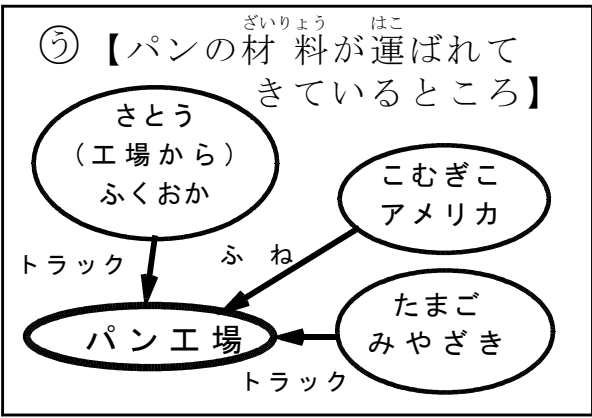 ㋒【パンの材料が運ばれて
きているところ】
さとう
（工場から）
ふくおか
こむぎこ
アメリカ
トラック
ふね
パン工場
たまご
みやざき
トラック